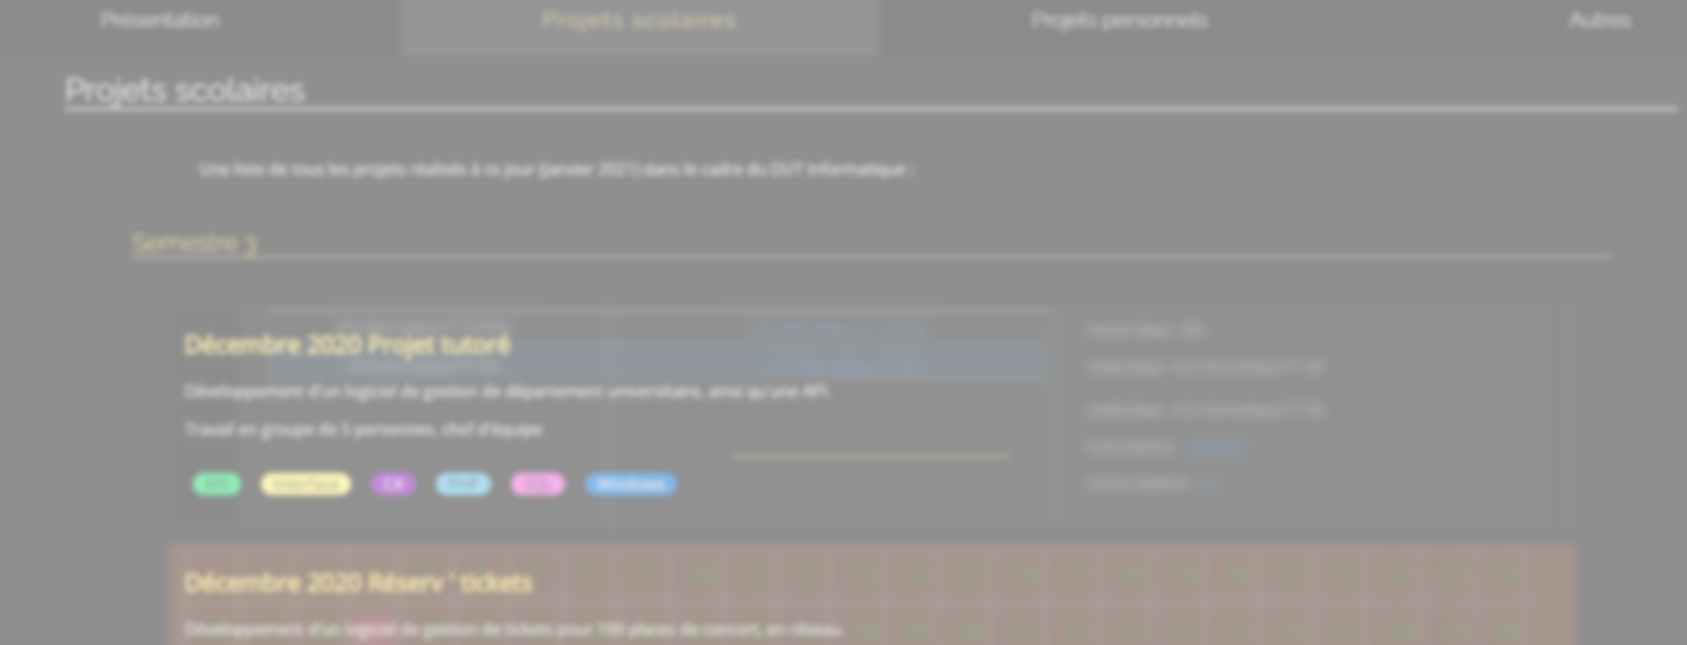 Présentation Projets scolaires Projets personnels Autres
Projets scolaires
Une liste de tous les projets réalisés à ce jour (janvier 2021) dans le cadre du DUT Informatique :
Semestre 3
Décembre 2020 Projet tutoré
Développement d'un logiciel de gestion de département universitaire, ainsi qu'une API.
Travail en groupe de 5 personnes, chef d'équipe
API Interface C# PHP SQL Windows
Décembre 2020 Réserv ' tickets
Développement d'un logiciel de gestion de tickets pour 100 places de concert, en réseau.